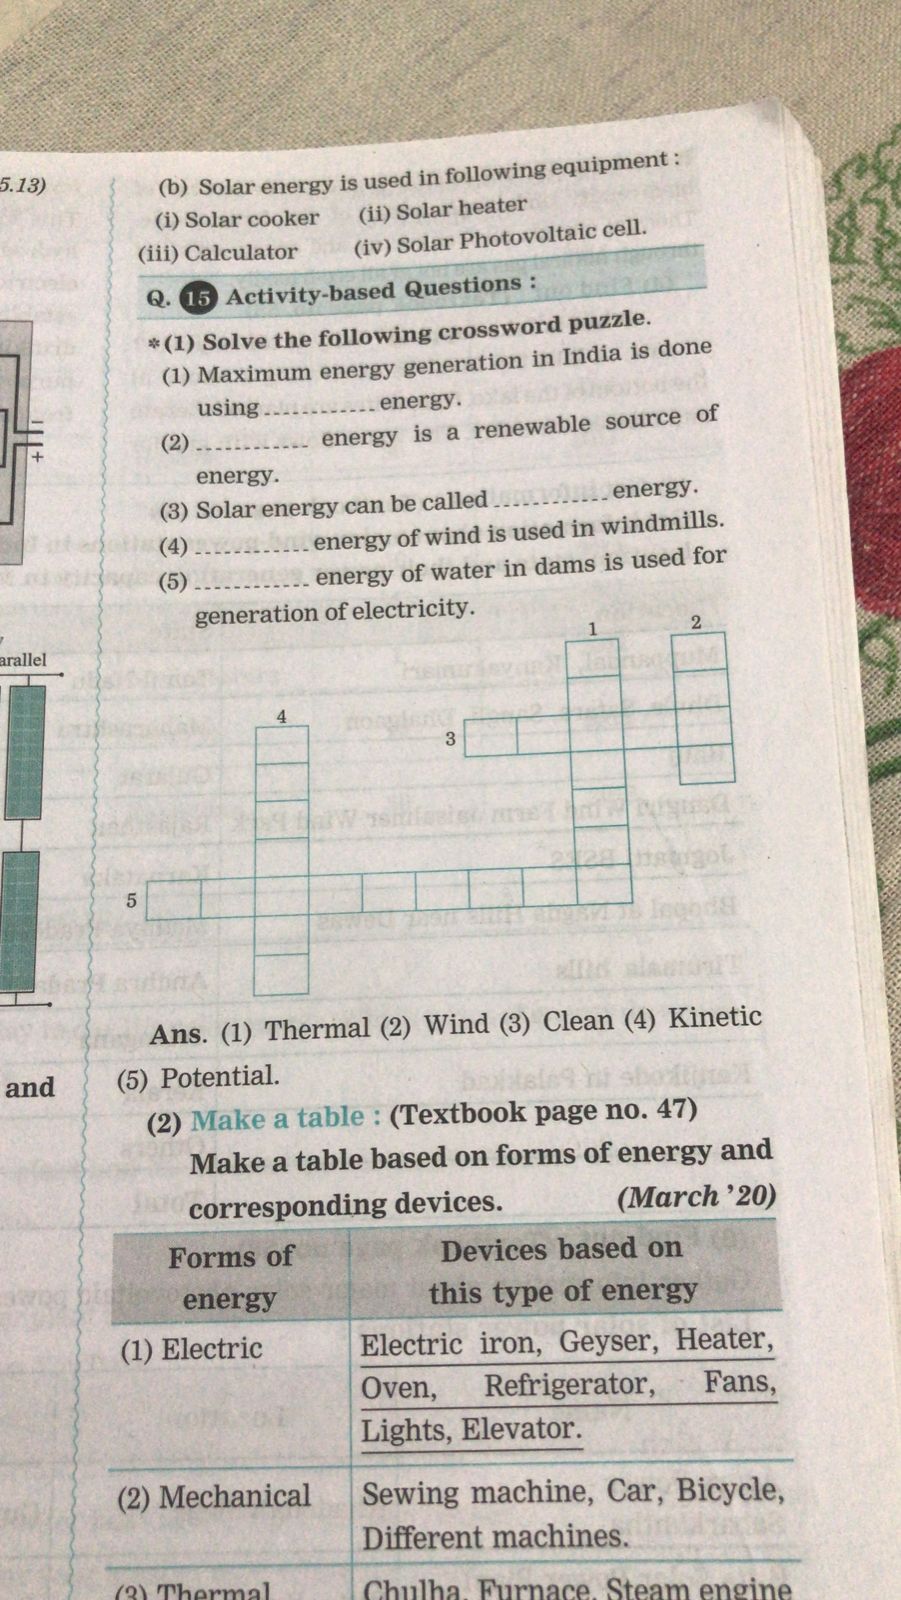 5.13)
(b) Solar energy is used in following equipment :
(i) Solar cooker (ii) Solar heater
(iii) Calculator (iv) Solar Photovoltaic cell.
Q. 15 Activity-based Questions :
*(1) Solve the following crossword puzzle.
(1) Maximum energy generation in India is done
using ............ energy.
(2) ............ energy is a renewable source of
energy.
(3) Solar energy can be called ............ energy.
(4) ............ energy of wind is used in windmills.
(5) ............ energy of water in dams is used for
generation of electricity.
arallel
1
2
4
3
5
Ans. (1) Thermal (2) Wind (3) Clean (4) Kinetic
(5) Potential.
and
(2) Make a table : (Textbook page no. 47)
Make a table based on forms of energy and
corresponding devices. (March ’20)
Forms of energy
Devices based on this type of energy
(1) Electric
Electric iron, Geyser, Heater,
Oven, Refrigerator, Fans,
Lights, Elevator.
(2) Mechanical
Sewing machine, Car, Bicycle,
Different machines.
(3) Thermal
Chulha, Furnace, Steam engine